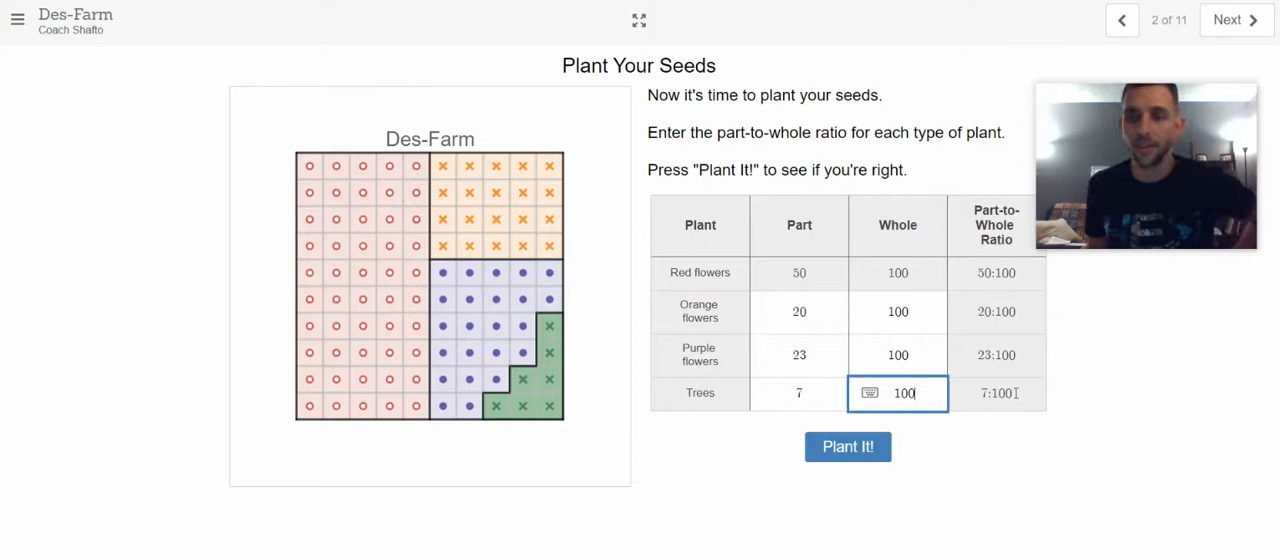 Des-Farm
Coach Shafto
2 of 11
Next
Plant Your Seeds
Des-Farm
Now it's time to plant your seeds.
Enter the part-to-whole ratio for each type of plant.
Press "Plant It!" to see if you're right.
Plant Part Whole Part-to-
Whole
Ratio
Red flowers 50 100 50:100
Orange
flowers 20 100 20:100
Purple
flowers 23 100 23:100
Trees 7 100 7:100
Plant It!